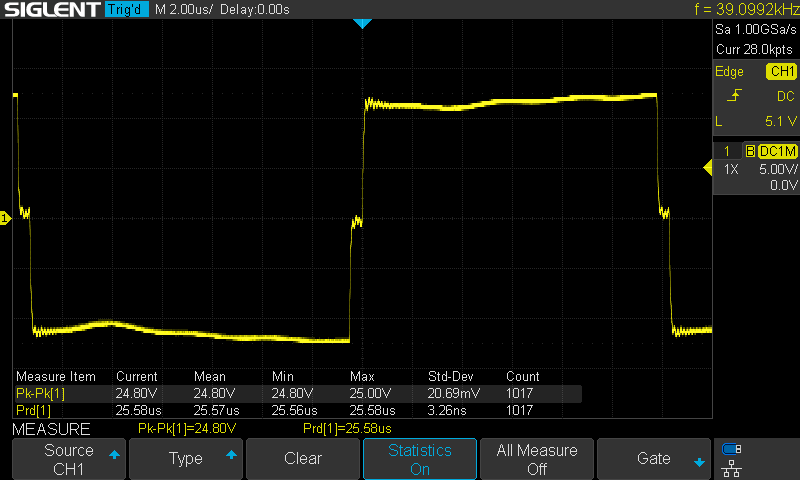 SIGLENT Trig'd M 2.00us/ Delay:0.00s f = 39.0992kHz
Sa 1.00GSa/s
Curr 28.0kpts
Edge CH1
DC
L 5.1 V
1 B DC1M
1X 5.00V/
0.0V
1
Measure Item Current Mean Min Max Std-Dev Count
Pk-Pk[1] 24.80V 24.80V 24.80V 25.00V 20.69mV 1017
Prd[1] 25.58us 25.57us 25.56us 25.58us 3.26ns 1017
MEASURE Pk-Pk[1]=24.80V Prd[1]=25.58us
Source
CH1
Type
Clear
Statistics
On
All Measure
Off
Gate